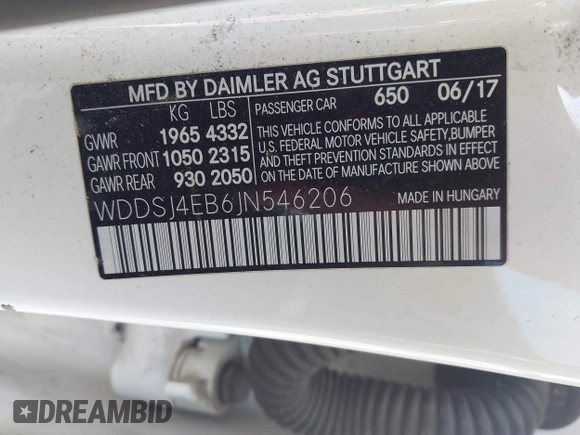 MFD BY DAIMLER AG STUTTGART
KG LBS PASSENGER CAR 650 06/17
GVWR 1965 4332
GAWR FRONT 1050 2315
GAWR REAR 930 2050
THIS VEHICLE CONFORMS TO ALL APPLICABLE
U.S. FEDERAL MOTOR VEHICLE SAFETY,BUMPER
AND THEFT PREVENTION STANDARDS IN EFFECT
ON THE DATE OF MANUFACTURE SHOWN ABOVE
WDDSJ4EB6JN546206
MADE IN HUNGARY
DREAMBID